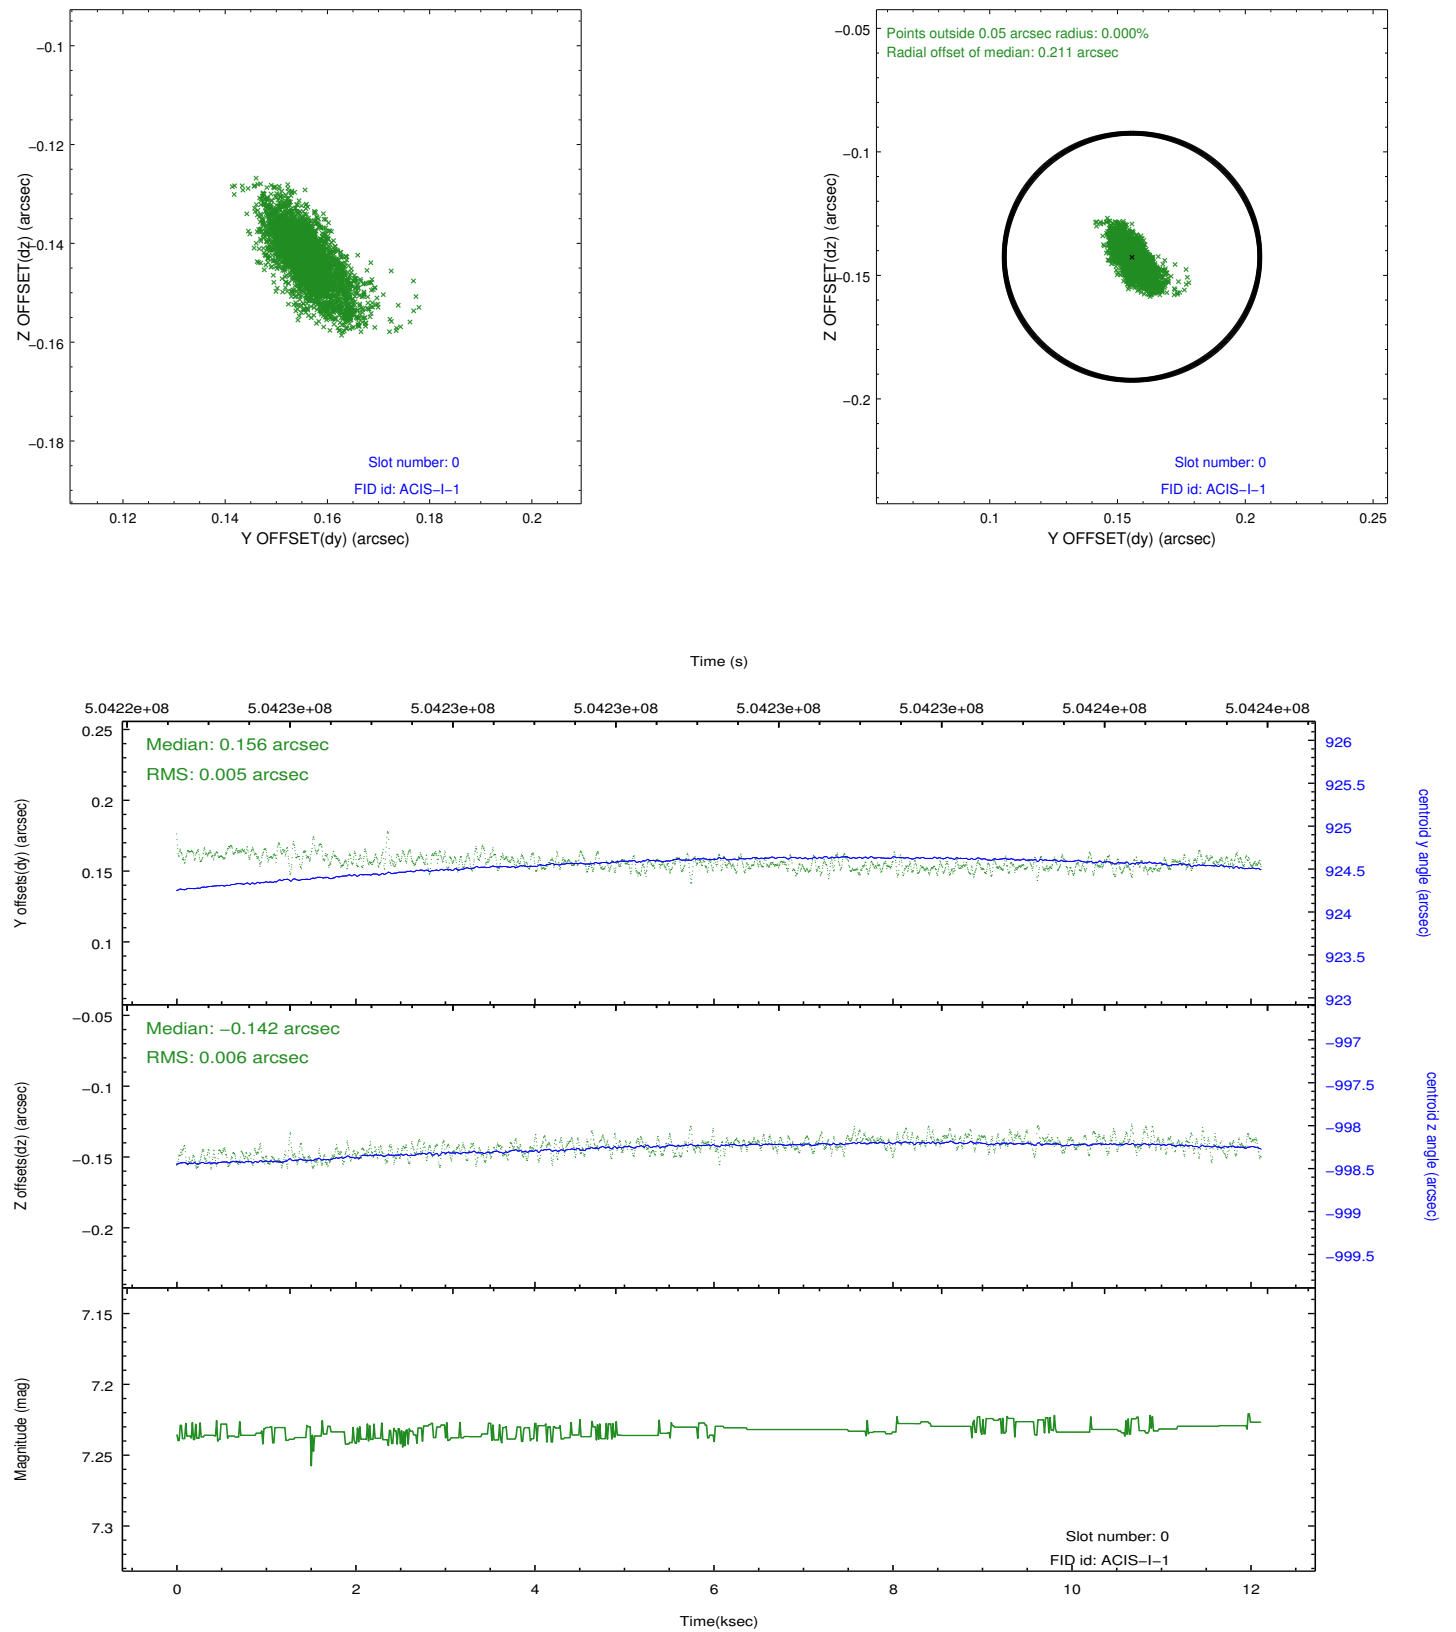 −0.1
−0.12
−0.14
−0.16
−0.18
Z OFFSET(dz) (arcsec)
Slot number: 0
FID id: ACIS−I−1
0.12
0.14
0.16
0.18
0.2
Y OFFSET(dy) (arcsec)
Points outside 0.05 arcsec radius: 0.000%
Radial offset of median: 0.211 arcsec
−0.05
−0.1
−0.15
−0.2
Z OFFSET(dz) (arcsec)
Slot number: 0
FID id: ACIS−I−1
0.1
0.15
0.2
0.25
Y OFFSET(dy) (arcsec)
Time (s)
5.0422e+08 5.0423e+08 5.0423e+08 5.0423e+08 5.0423e+08 5.0423e+08 5.0424e+08 5.0424e+08
Median: 0.156 arcsec
RMS: 0.005 arcsec
0.25
0.2
0.15
0.1
Y offsets(dy) (arcsec)
926
925.5
925
924.5
924
923.5
923
centroid y angle (arcsec)
Median: −0.142 arcsec
RMS: 0.006 arcsec
−0.05
−0.1
−0.15
−0.2
Z offsets(dz) (arcsec)
−997
−997.5
−998
−998.5
−999
−999.5
centroid z angle (arcsec)
7.15
7.2
7.25
7.3
Magnitude (mag)
Slot number: 0
FID id: ACIS−I−1
0 2 4 6 8 10 12
Time(ksec)